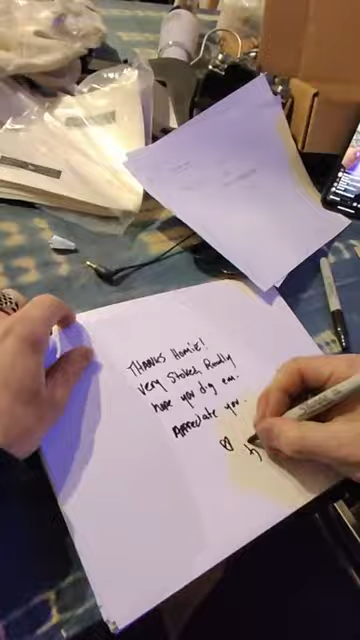 Thanks Homie!
Very Stoked, Really
hope you dig em.
Appreciate you.